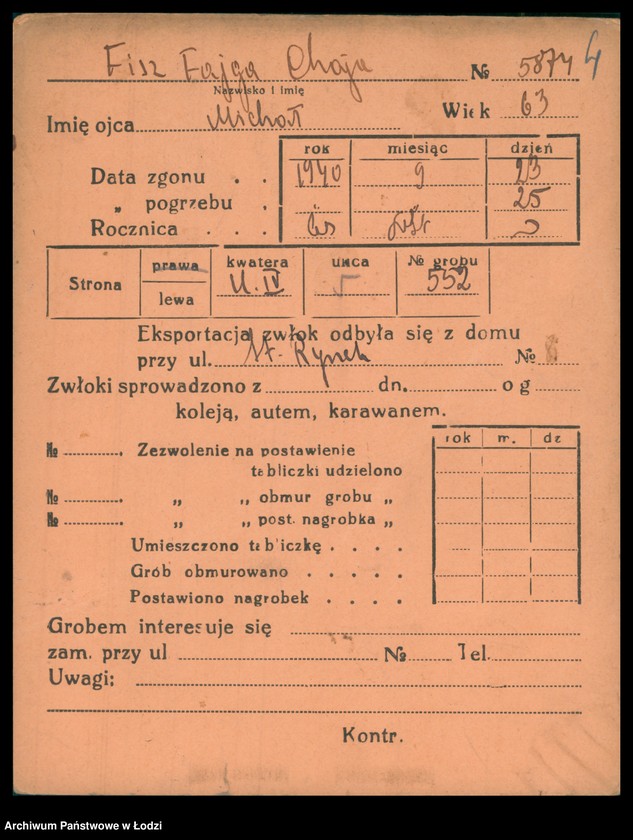 Fisz Fajga Chaja № 5874 4
Nazwisko i imię
Imię ojca Michał Wiek 63
rok miesiąc dzień
Data zgonu . . 1940 9 23
„ pogrzebu . 25
Rocznica . . .
Strona prawa lewa kwatera U. IV ulica V № grobu 552
Eksportacja zwłok odbyła się z domu
przy ul. St. Rynek № 8
Zwłoki sprowadzono z dn. o g
koleją, autem, karawanem.
rok m. dz
№ Zezwolenie na postawienie
tabliczki udzielono
№ „ „ obmur grobu „
№ „ „ post. nagrobka „
Umieszczono tabliczkę . . . .
Grób obmurowano . . . . .
Postawiono nagrobek . . . .
Grobem interesuje się
zam. przy ul № Tel.
Uwagi:
Kontr.
Archiwum Państwowe w Łodzi